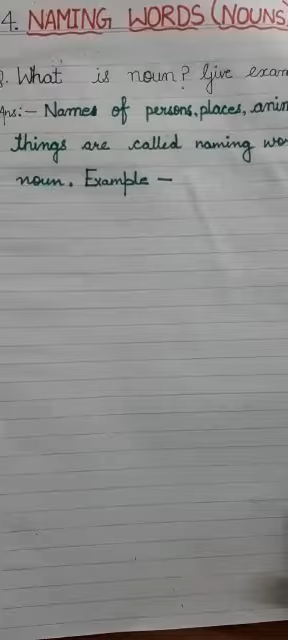 4. NAMING WORDS (NOUNS)
. What is noun? Give exam
Ans:- Names of persons, places, anim
things are called naming wo
noun. Example -